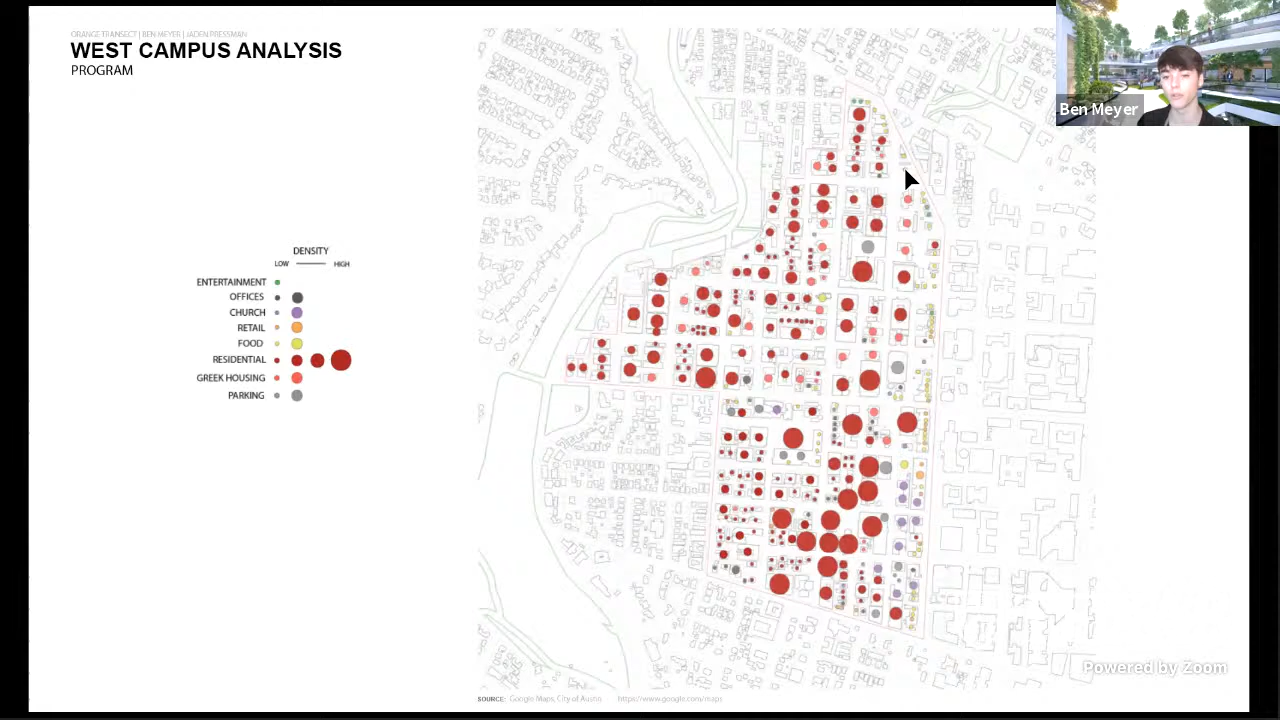 ORANGE TRANSECT | BEN MEYER | JADEN PRESSMAN
WEST CAMPUS ANALYSIS
PROGRAM
Ben Meyer
DENSITY
LOW HIGH
ENTERTAINMENT
OFFICES
CHURCH
RETAIL
FOOD
RESIDENTIAL
GREEK HOUSING
PARKING
Powered by Zoom
SOURCE: Google Maps, City of Austin https://www.google.com/maps